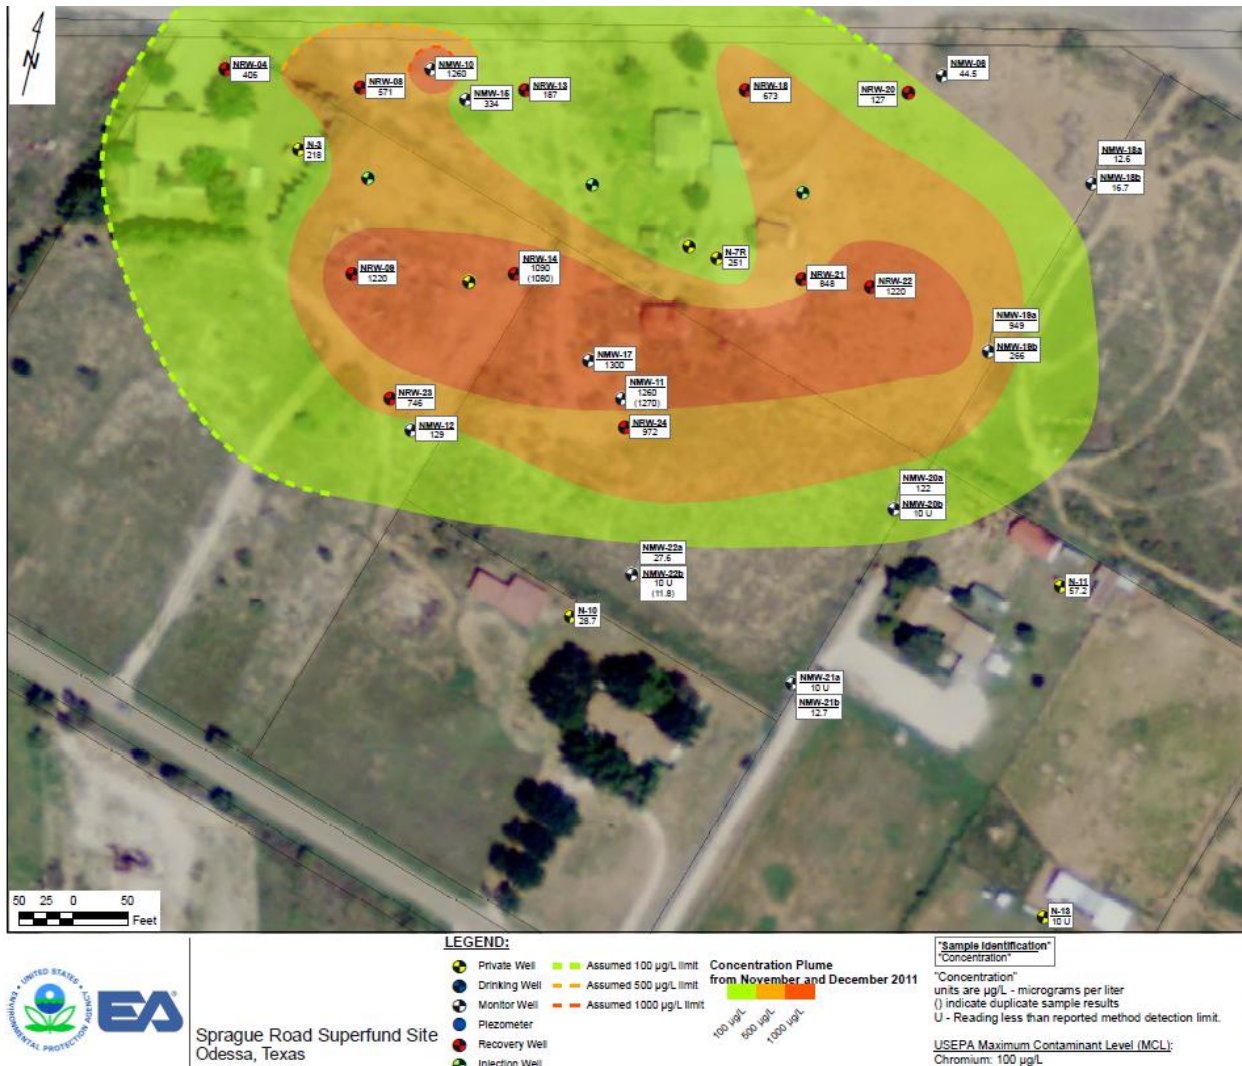 N
NRW-04
406
NRW-08
571
NMW-10
1260
NMW-15
334
NRW-13
187
NRW-18
673
NRW-20
127
NMW-08
44.5
N-3
218
NMW-18a
12.6
NMW-18b
16.7
N-7R
251
NRW-09
1220
NRW-14
1090
(1080)
NRW-21
848
NRW-22
1220
NMW-19a
949
NMW-19b
266
NMW-17
1300
NMW-11
1260
(1270)
NRW-23
746
NMW-12
129
NRW-24
972
NMW-20a
122
NMW-20b
10 U
NMW-22a
27.6
NMW-22b
10 U
(11.8)
N-11
57.2
N-10
28.7
NMW-21a
10 U
NMW-21b
12.7
N-13
10 U
50 25 0 50
Feet
UNITED STATES
ENVIRONMENTAL PROTECTION AGENCY
EA
Sprague Road Superfund Site
Odessa, Texas
LEGEND:
Private Well
Drinking Well
Monitor Well
Piezometer
Recovery Well
Injection Well
Assumed 100 µg/L limit
Assumed 500 µg/L limit
Assumed 1000 µg/L limit
Concentration Plume
from November and December 2011
100 µg/L
500 µg/L
1000 µg/L
"Sample Identification"
"Concentration"
"Concentration"
units are µg/L - micrograms per liter
() indicate duplicate sample results
U - Reading less than reported method detection limit.
USEPA Maximum Contaminant Level (MCL):
Chromium: 100 µg/L